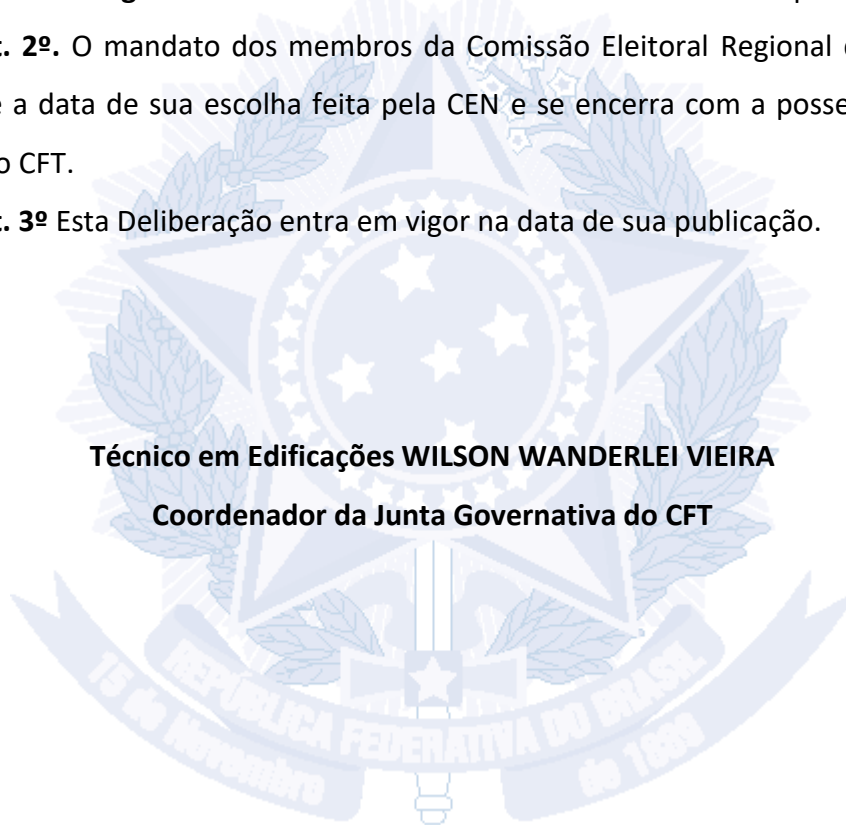 t. 2º. O mandato dos membros da Comissão Eleitoral Regional
a data de sua escolha feita pela CEN e se encerra com a posse
o CFT.
t. 3º Esta Deliberação entra em vigor na data de sua publicação.
Técnico em Edificações WILSON WANDERLEI VIEIRA
Coordenador da Junta Governativa do CFT
REPÚBLICA FEDERATIVA DO BRASIL
15 de Novembro de 1889